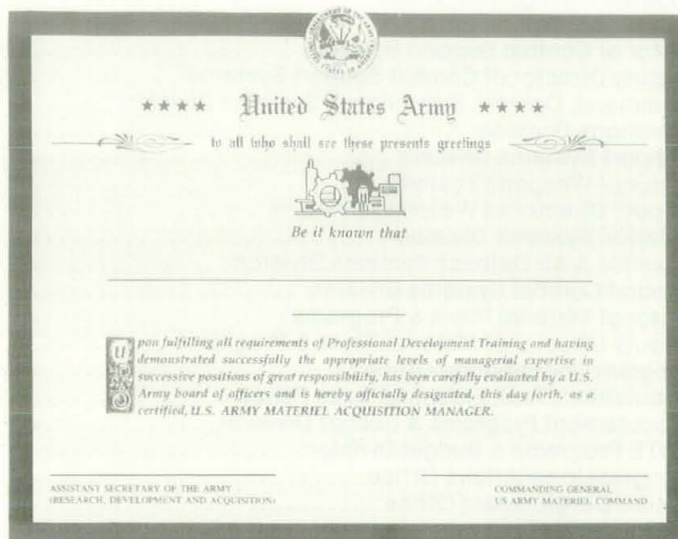 ★★★★ United States Army ★★★★
to all who shall see these presents greetings
Be it known that
Upon fulfilling all requirements of Professional Development Training and having
demonstrated successfully the appropriate levels of managerial expertise in
successive positions of great responsibility, has been carefully evaluated by a U.S.
Army board of officers and is hereby officially designated, this day forth, as a
certified, U.S. ARMY MATERIEL ACQUISITION MANAGER.
ASSISTANT SECRETARY OF THE ARMY
(RESEARCH, DEVELOPMENT AND ACQUISITION)
COMMANDING GENERAL
US ARMY MATERIEL COMMAND